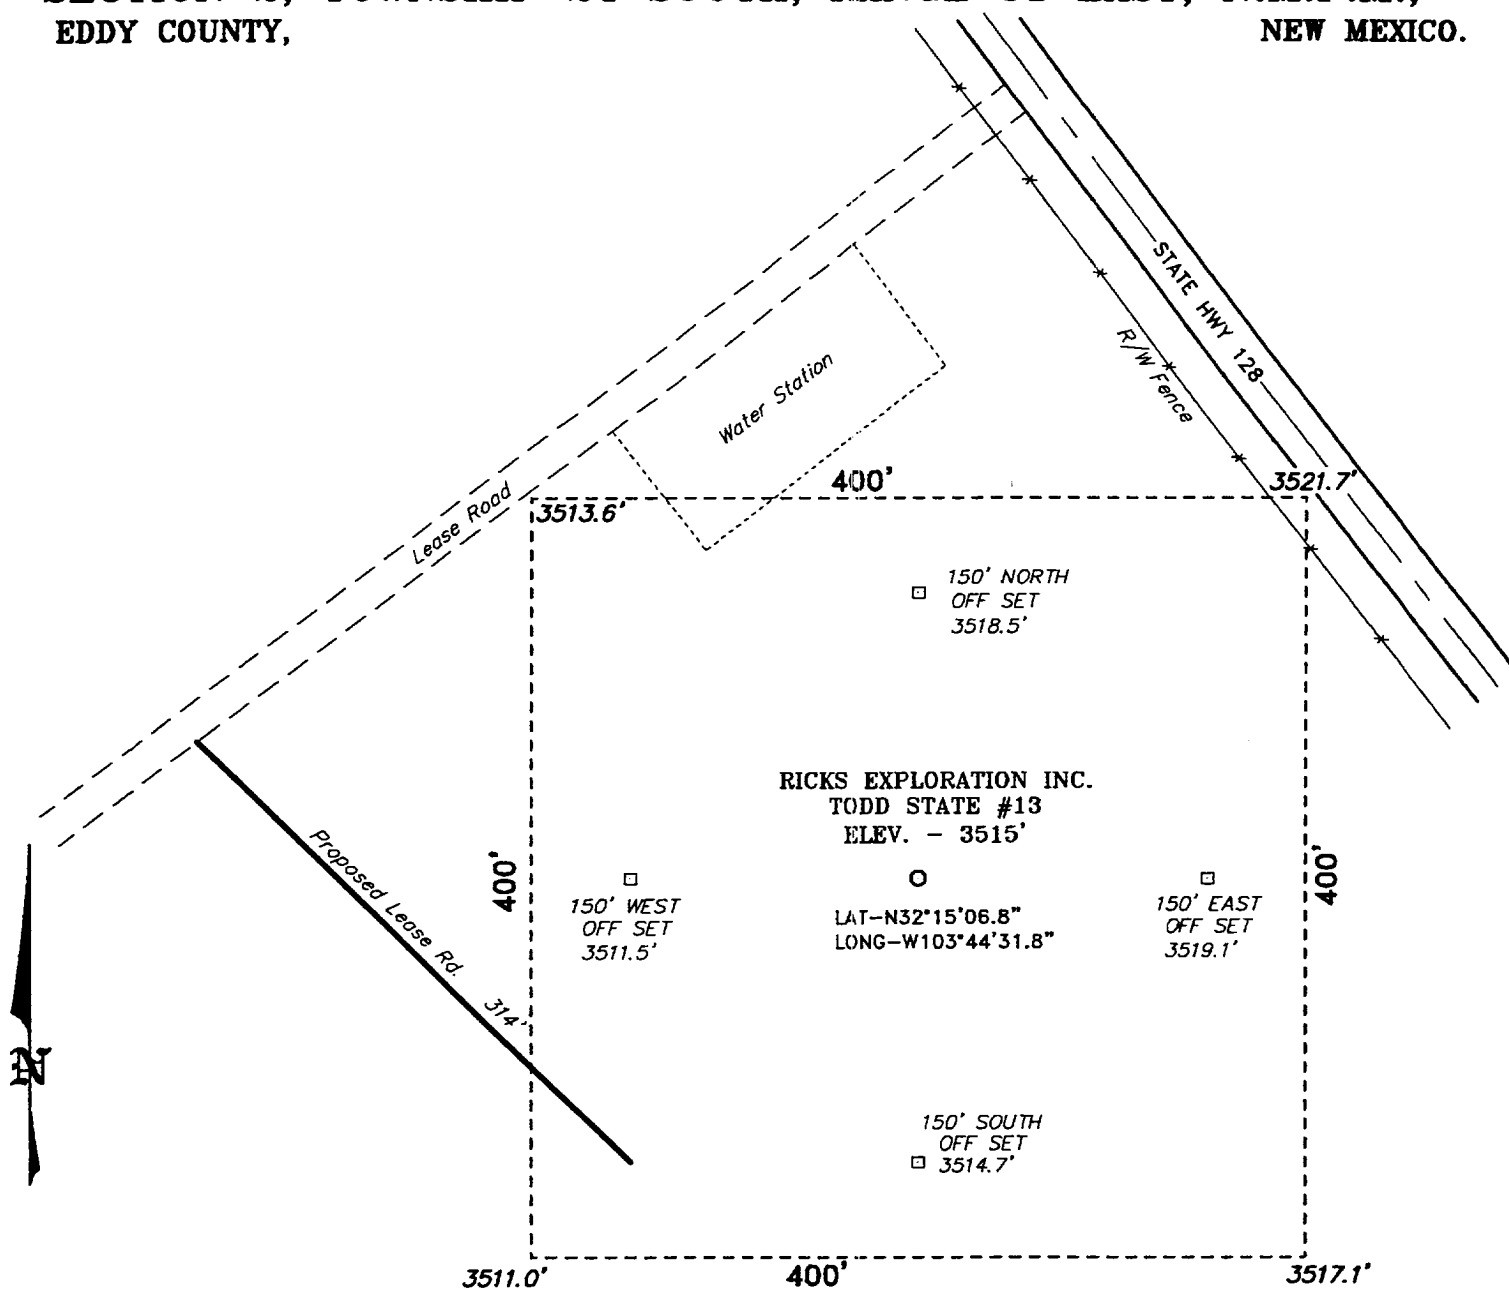 EDDY COUNTY, NEW MEXICO.
STATE HWY 128
R/W Fence
Water Station
Lease Road
400'
3521.7'
3513.6'
150' NORTH
OFF SET
3518.5'
RICKS EXPLORATION INC.
TODD STATE #13
ELEV. - 3515'
Proposed Lease Rd. 314'
400'
400'
150' WEST
OFF SET
3511.5'
LAT-N32°15'06.8"
LONG-W103°44'31.8"
150' EAST
OFF SET
3519.1'
N
150' SOUTH
OFF SET
3514.7'
3511.0'
400'
3517.1'